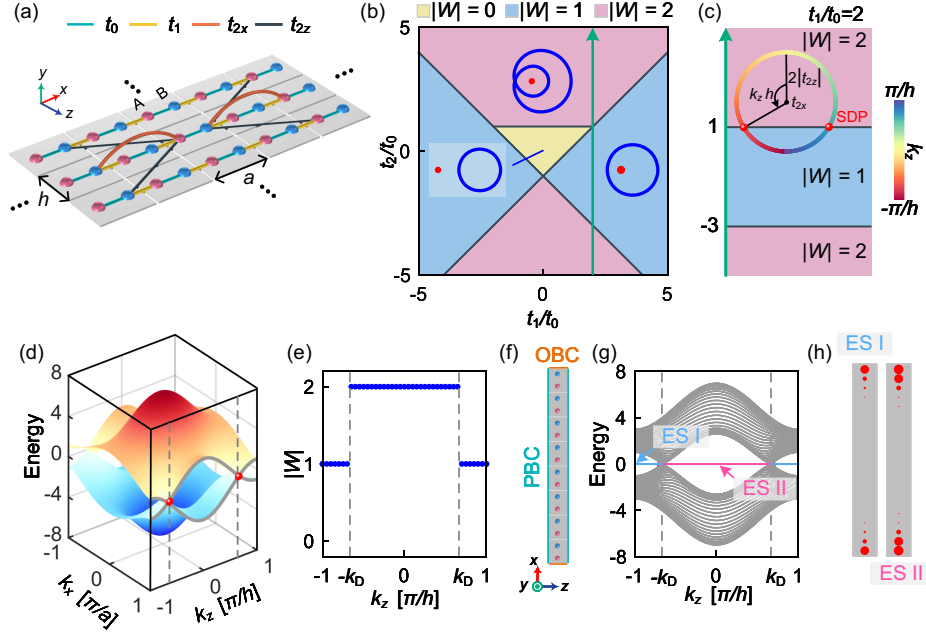 (a)
t0 t1 t2x t2z
y
x
z
A B
h
a
(b)
|W| = 0 |W| = 1 |W| = 2
5
0
-5
t2/t0
-5 0 5
t1/t0
(c)
t1/t0=2
|W| = 2
2|t2z|
kz h
t2x
SDP
1
|W| = 1
-3
|W| = 2
π/h
kz
-π/h
(d)
8
4
0
-4
-8
Energy
-1 0 1
kx [π/a]
-1 0 1
kz [π/h]
(e)
2
1
0
|W|
-1 -kD 0 kD 1
kz [π/h]
(f)
OBC
PBC
x
y z
(g)
8
4
0
-4
-8
Energy
ES I
ES II
-1 -kD 0 kD 1
kz [π/h]
(h)
ES I
ES II